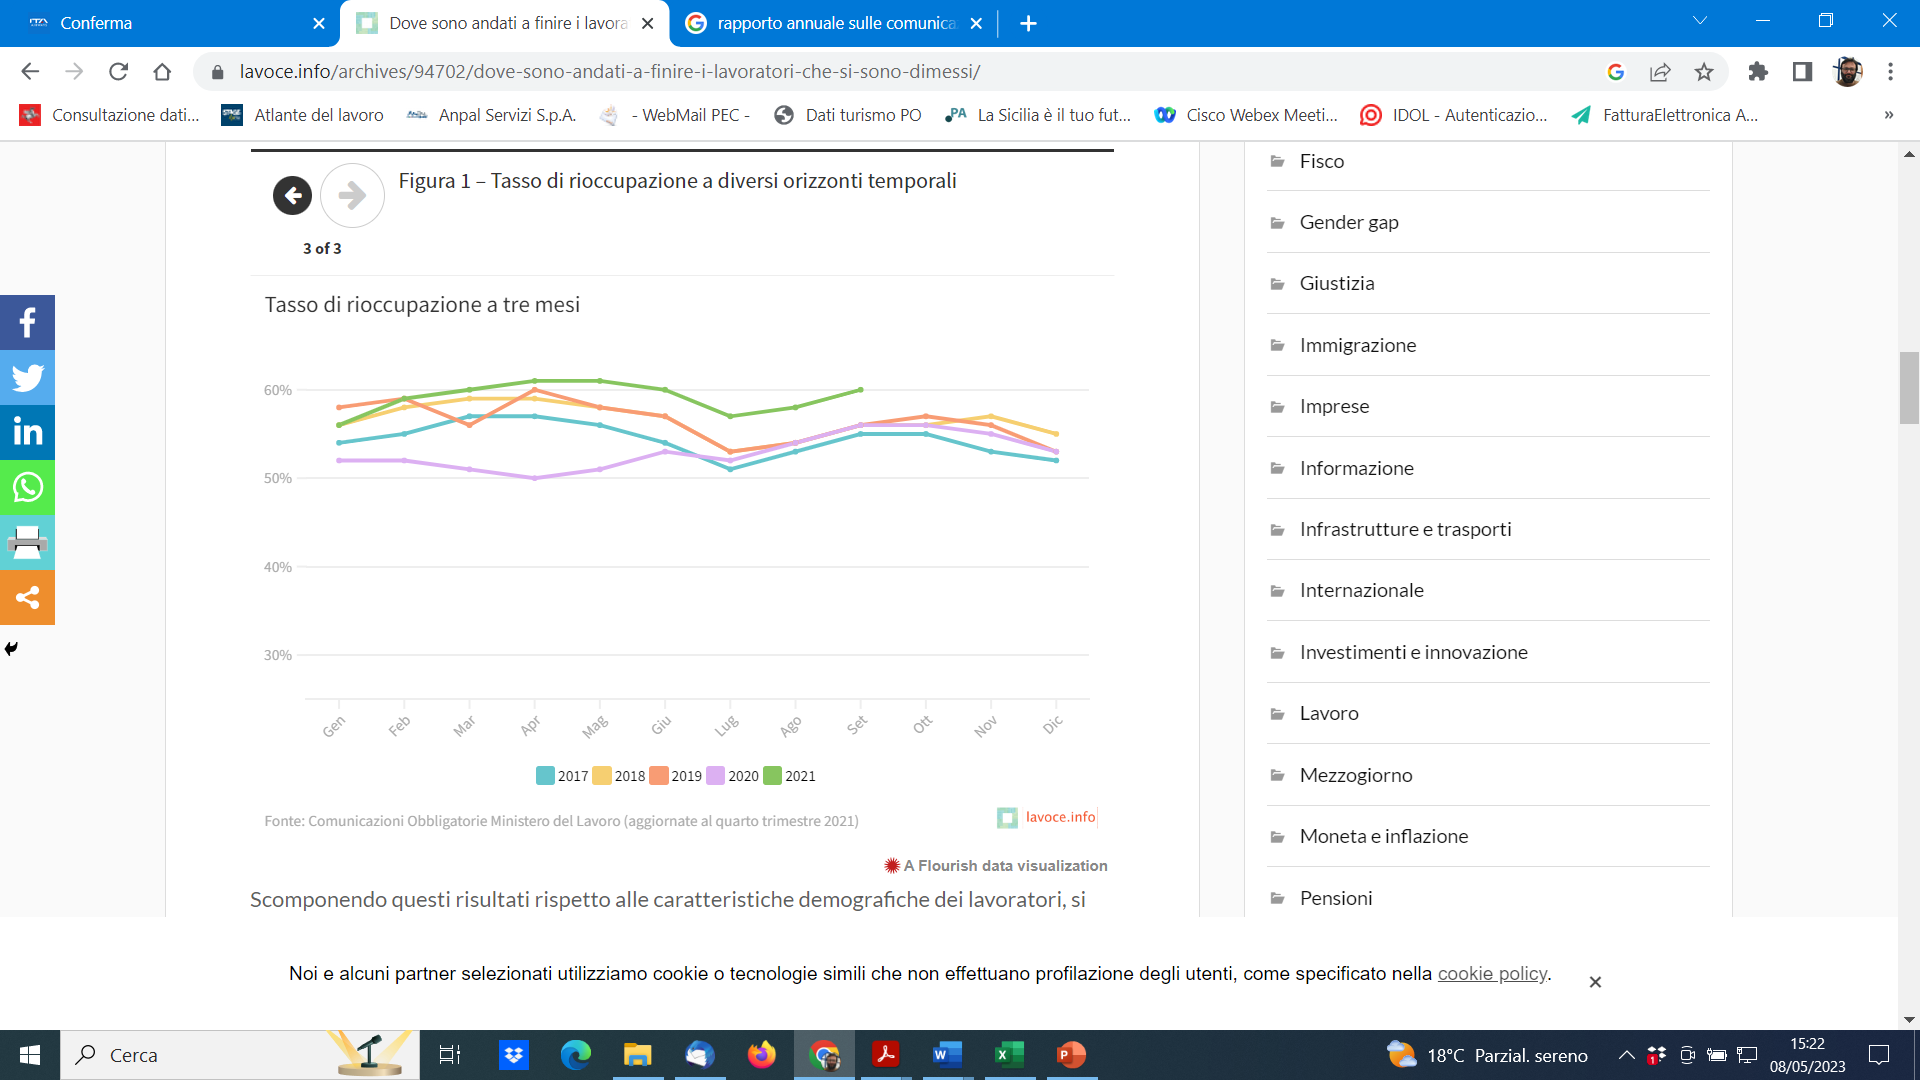 Conferma
Dove sono andati a finire i lavora
rapporto annuale sulle comunica
lavoce.info/archives/94702/dove-sono-andati-a-finire-i-lavoratori-che-si-sono-dimessi/
Consultazione dati...
Atlante del lavoro
Anpal Servizi S.p.A.
- WebMail PEC -
Dati turismo PO
La Sicilia è il tuo fut...
Cisco Webex Meeti...
IDOL - Autenticazio...
FatturaElettronica A...
»
Figura 1 – Tasso di rioccupazione a diversi orizzonti temporali
3 of 3
Tasso di rioccupazione a tre mesi
60%
50%
40%
30%
Gen Feb Mar Apr Mag Giu Lug Ago Set Ott Nov Dic
2017 2018 2019 2020 2021
Fonte: Comunicazioni Obbligatorie Ministero del Lavoro (aggiornate al quarto trimestre 2021)
lavoce.info
A Flourish data visualization
Scomponendo questi risultati rispetto alle caratteristiche demografiche dei lavoratori, si
Fisco
Gender gap
Giustizia
Immigrazione
Imprese
Informazione
Infrastrutture e trasporti
Internazionale
Investimenti e innovazione
Lavoro
Mezzogiorno
Moneta e inflazione
Pensioni
Noi e alcuni partner selezionati utilizziamo cookie o tecnologie simili che non effettuano profilazione degli utenti, come specificato nella cookie policy.
Cerca
18°C Parzial. sereno
15:22
08/05/2023